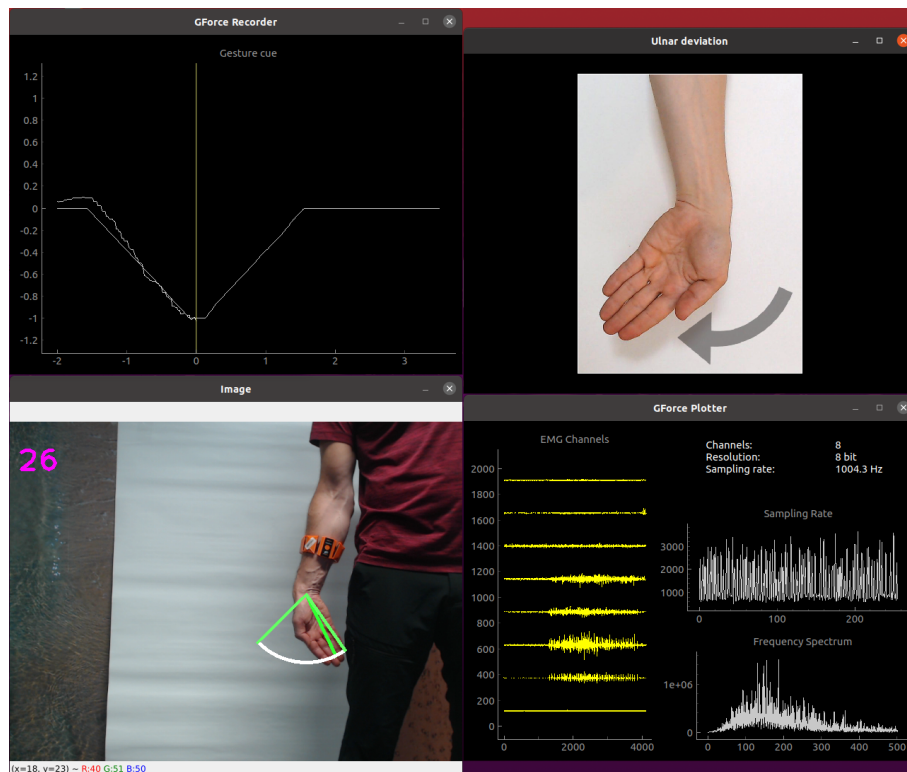 GForce Recorder
Gesture cue
1.2
1
0.8
0.6
0.4
0.2
0
-0.2
-0.4
-0.6
-0.8
-1
-1.2
-2 -1 0 1 2 3
Ulnar deviation
Image
26
(x=18, y=23) ~ R:40 G:51 B:50
GForce Plotter
EMG Channels
2000
1800
1600
1400
1200
1000
800
600
400
200
0
0 2000 4000
Channels: 8
Resolution: 8 bit
Sampling rate: 1004.3 Hz
Sampling Rate
3000
2000
1000
0 100 200
Frequency Spectrum
1e+06
0
0 100 200 300 400 500